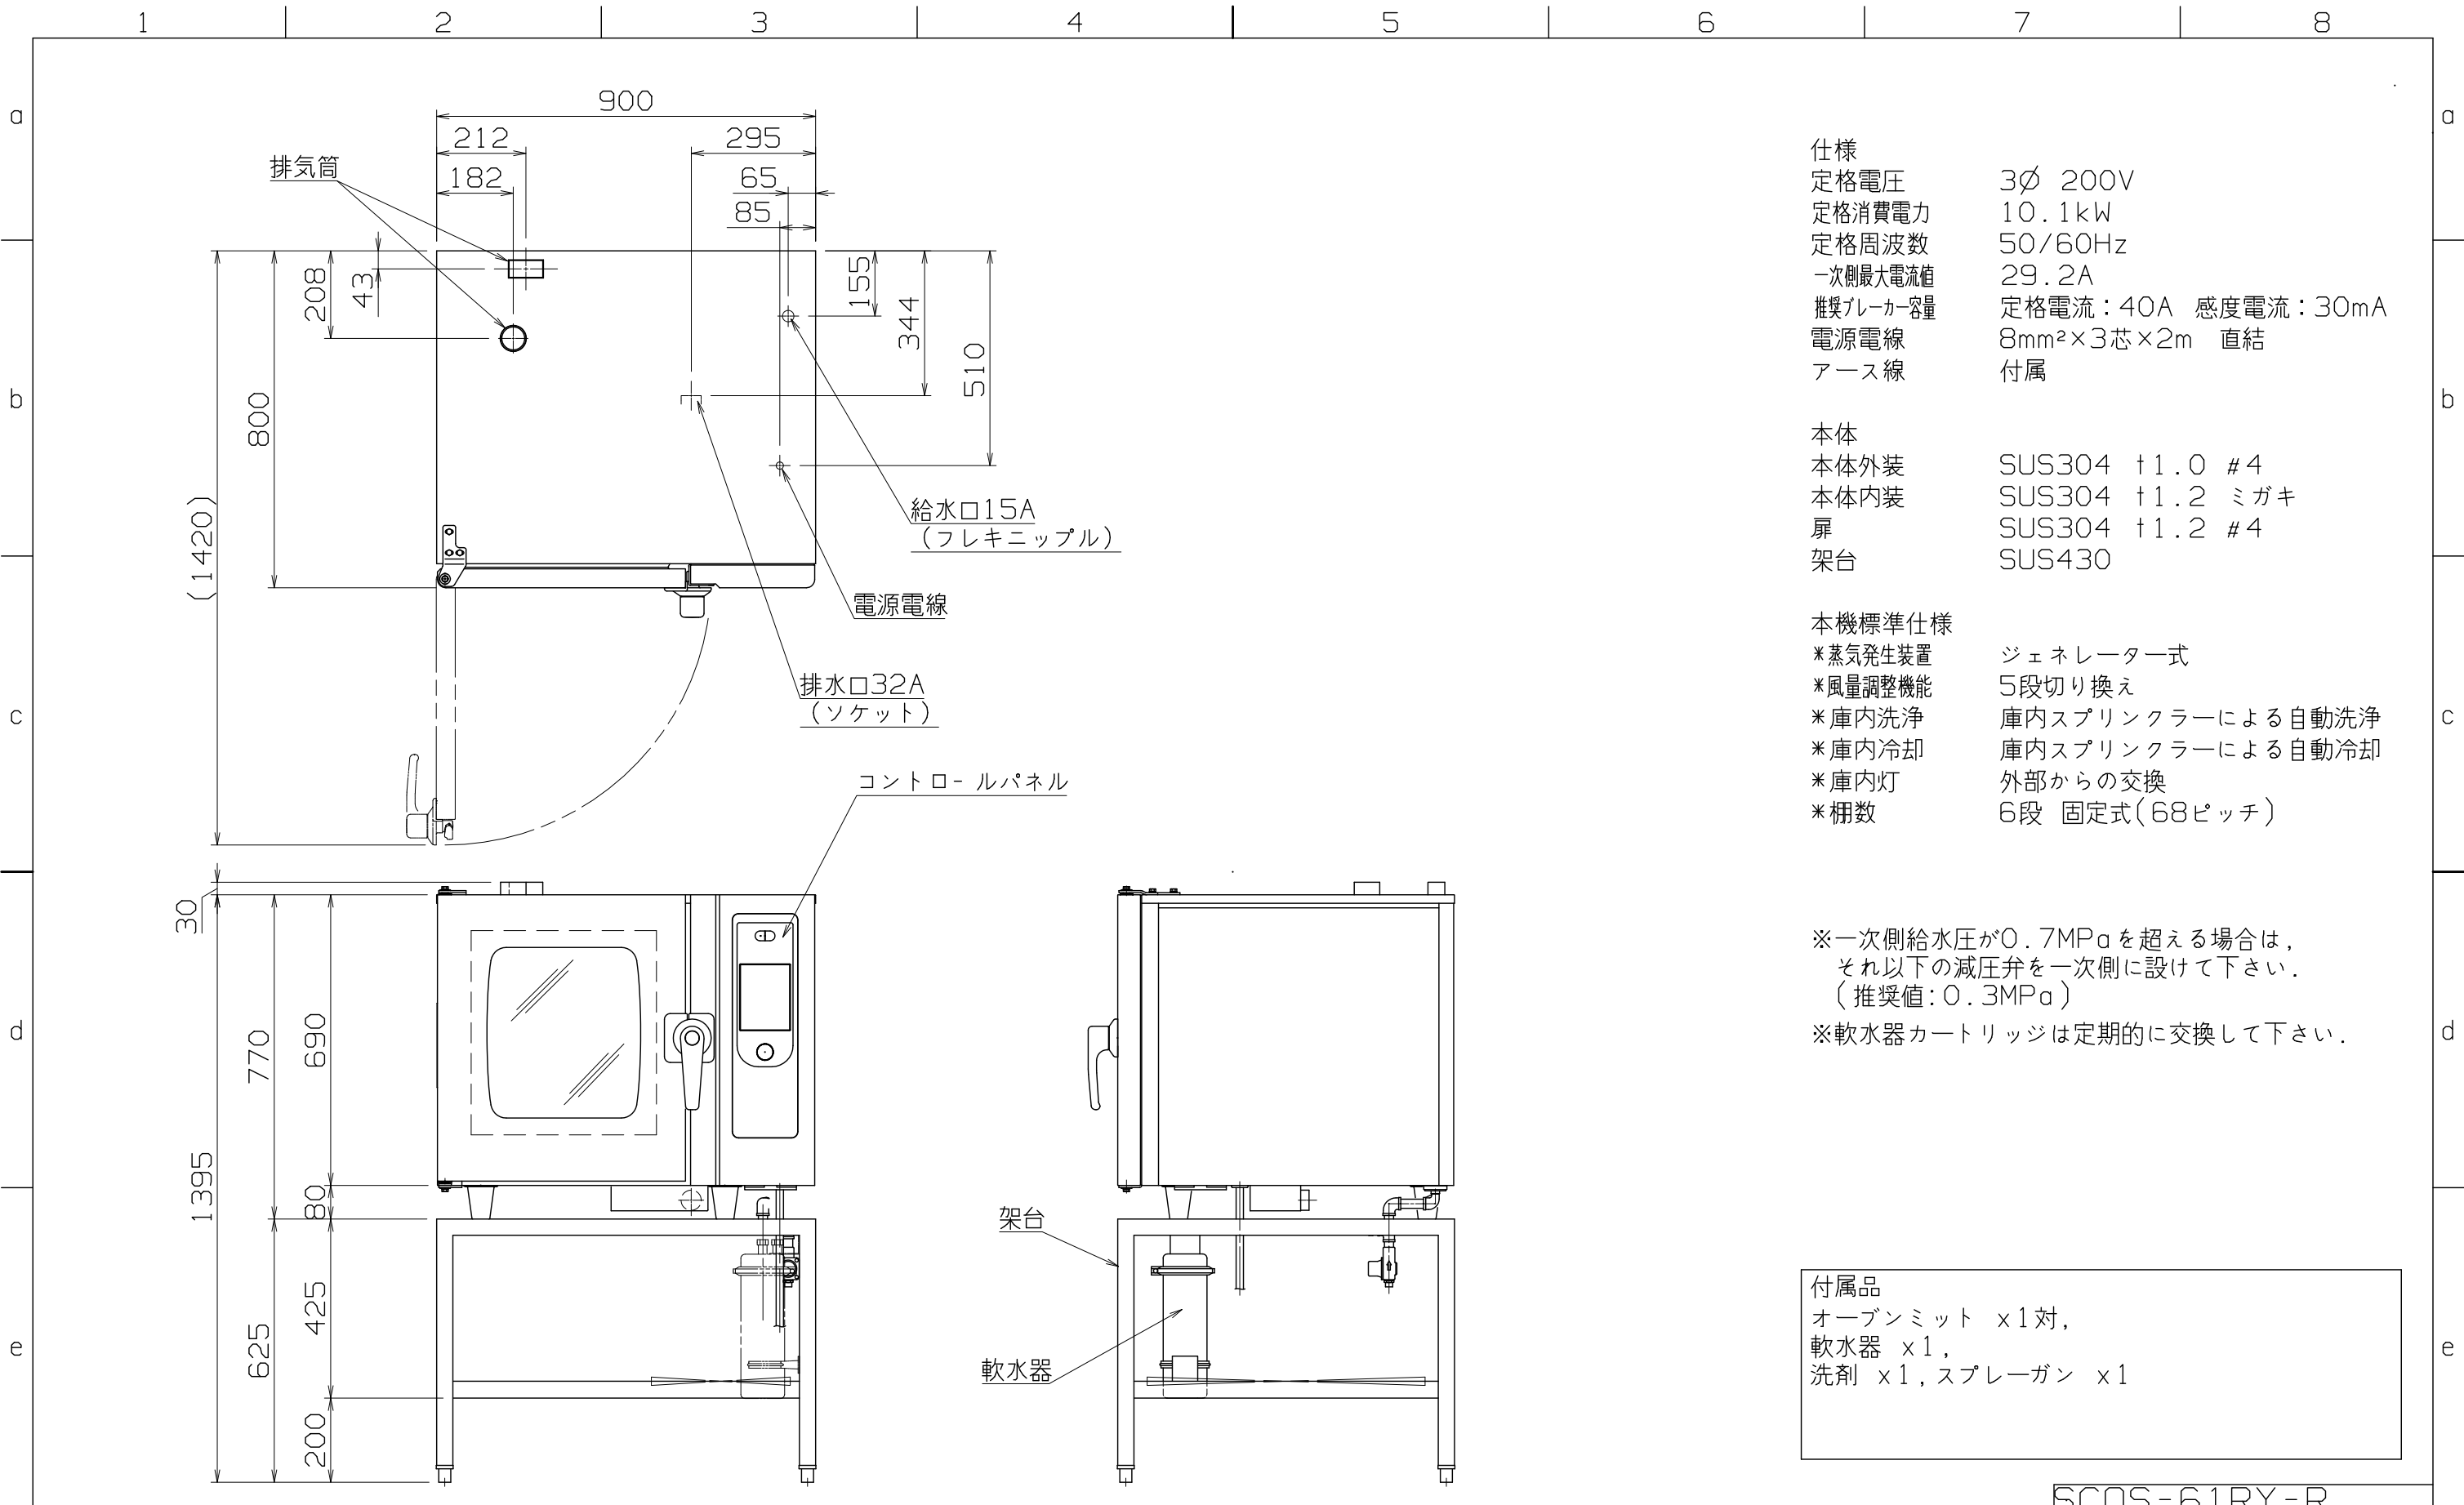 1 2 3 4 5 6 7 8
a a
b b
c c
d d
e e
900
212 295
排気筒
182 65
85
208 43 155 344 510
800
(1420)
給水口15A
(フレキニップル)
電源電線
排水口32A
(ソケット)
コントロ-ルパネル
30
770 690
1395
80
425
625
200
架台
軟水器
仕様
定格電圧 3∅ 200V
定格消費電力 10.1kW
定格周波数 50/60Hz
一次側最大電流値 29.2A
推奨ブレーカー容量 定格電流:40A 感度電流:30mA
電源電線 8mm²×3芯×2m 直結
アース線 付属
本体
本体外装 SUS304 t1.0 #4
本体内装 SUS304 t1.2 ミガキ
扉 SUS304 t1.2 #4
架台 SUS430
本機標準仕様
*蒸気発生装置 ジェネレーター式
*風量調整機能 5段切り換え
*庫内洗浄 庫内スプリンクラーによる自動洗浄
*庫内冷却 庫内スプリンクラーによる自動冷却
*庫内灯 外部からの交換
*棚数 6段 固定式(68ピッチ)
※一次側給水圧が0.7MPaを超える場合は,
それ以下の減圧弁を一次側に設けて下さい.
(推奨値:0.3MPa)
※軟水器カートリッジは定期的に交換して下さい.
付属品
オーブンミット x1対,
軟水器 x1,
洗剤 x1,スプレーガン x1
SCOS-61RY-R